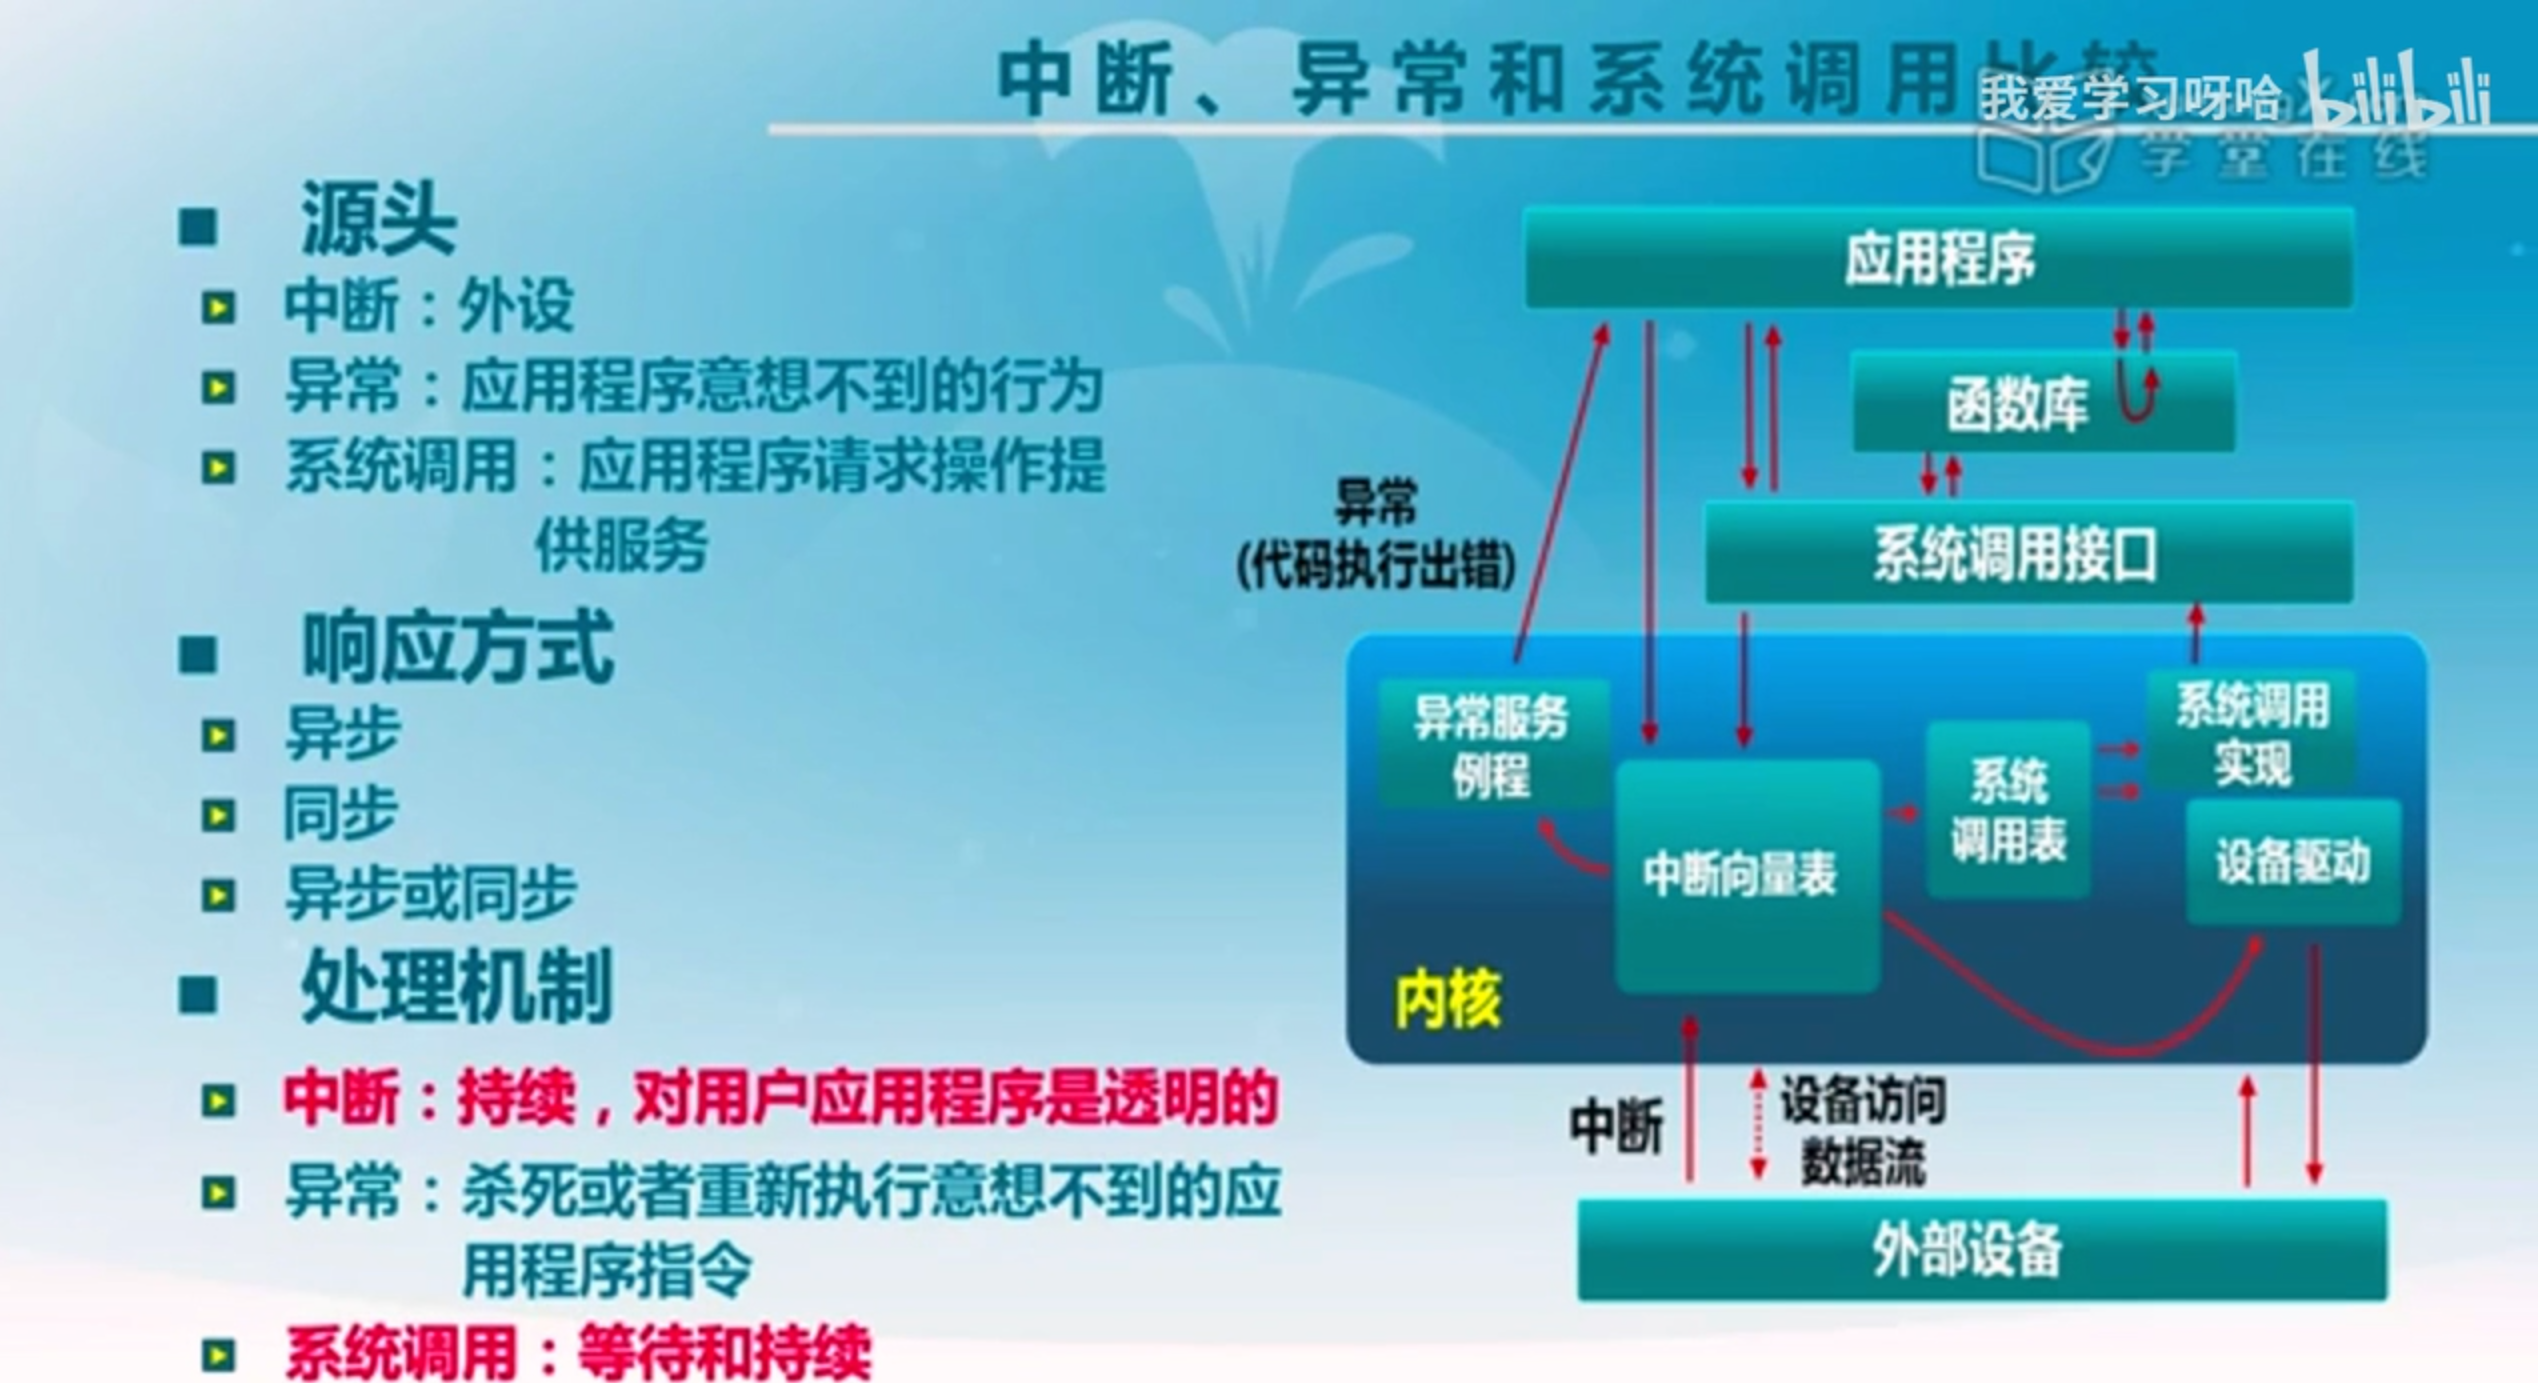 中断、异常和系统调用比较
我爱学习呀哈 bilibili
学堂在线
源头
中断：外设
异常：应用程序意想不到的行为
系统调用：应用程序请求操作提
供服务
响应方式
异步
同步
异步或同步
处理机制
中断：持续，对用户应用程序是透明的
异常：杀死或者重新执行意想不到的应
用程序指令
系统调用：等待和持续
应用程序
函数库
异常
(代码执行出错)
系统调用接口
异常服务
例程
中断向量表
系统
调用表
系统调用
实现
设备驱动
内核
中断
设备访问
数据流
外部设备